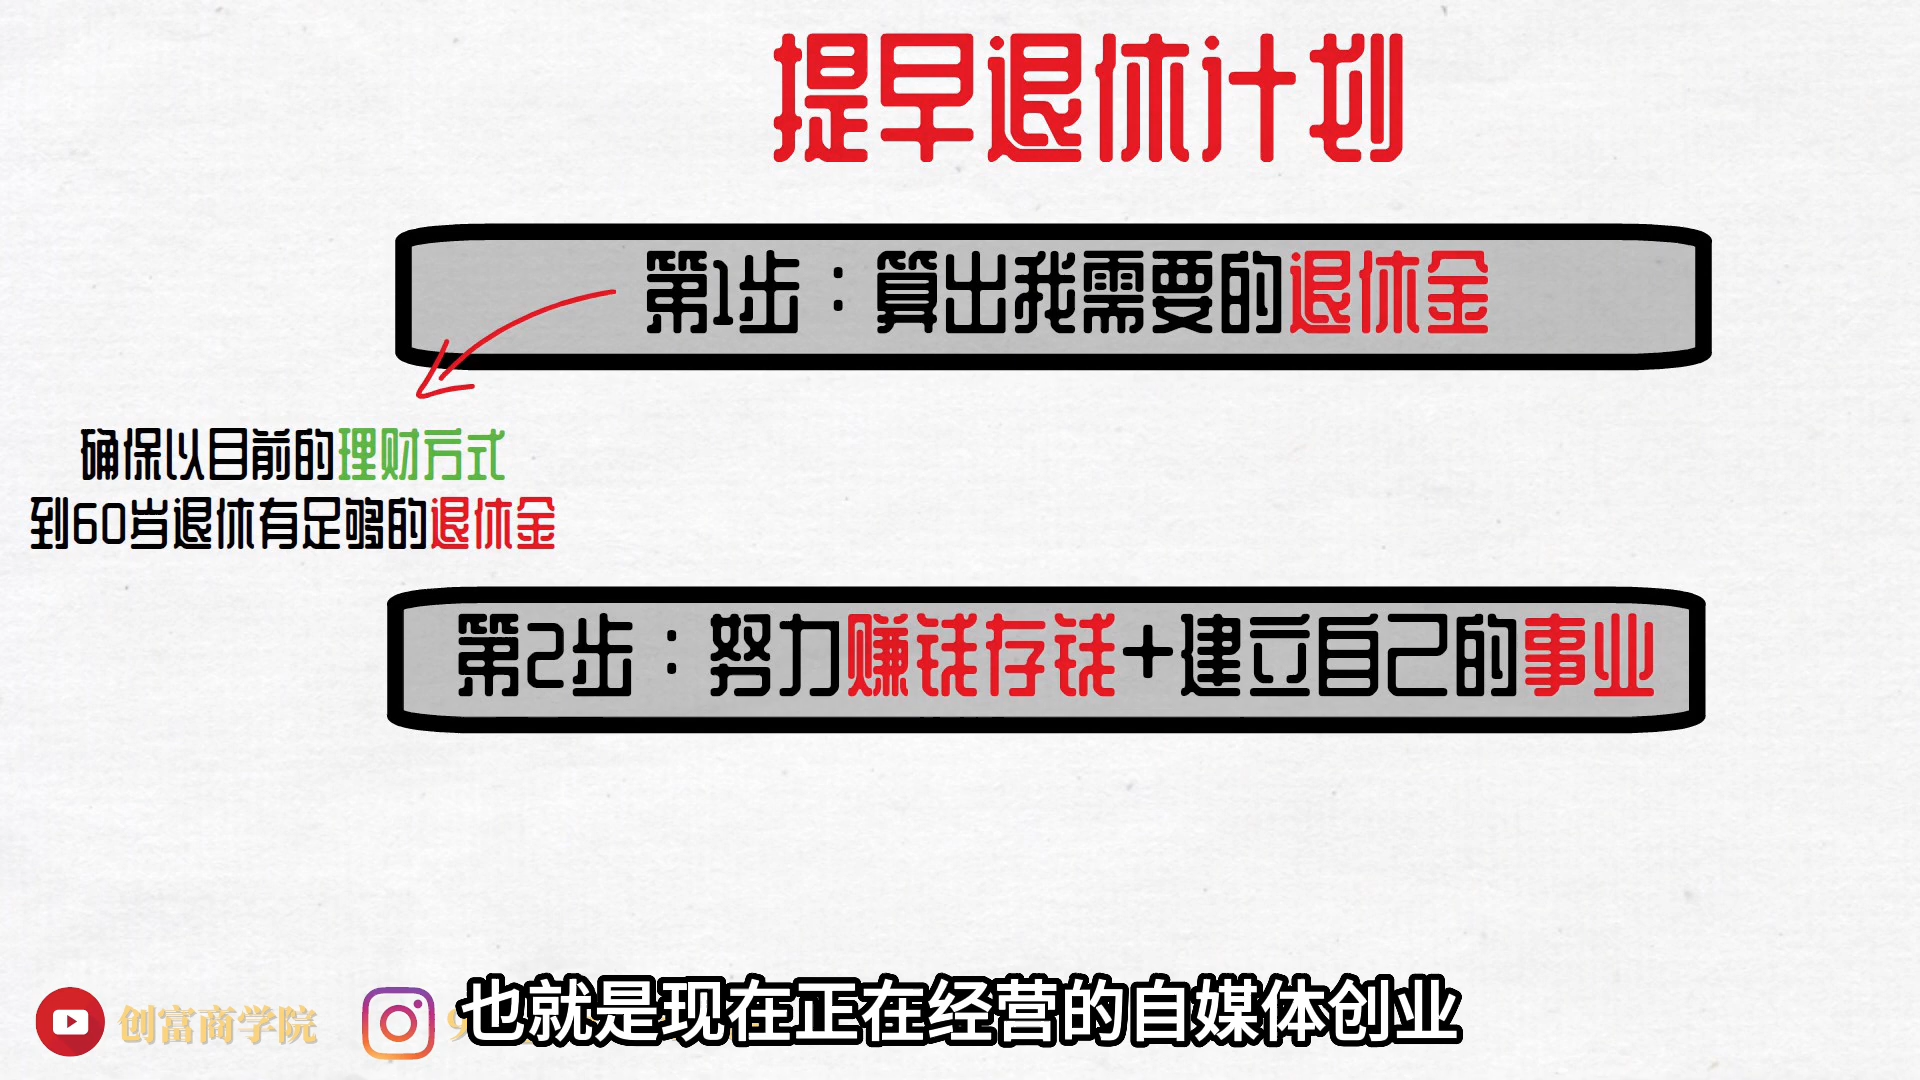 提早退休计划
第1步：算出我需要的退休金
确保以目前的理财方式
到60岁退休有足够的退休金
第2步：努力赚钱存钱+建立自己的事业
也就是现在正在经营的自媒体创业
创富商学院